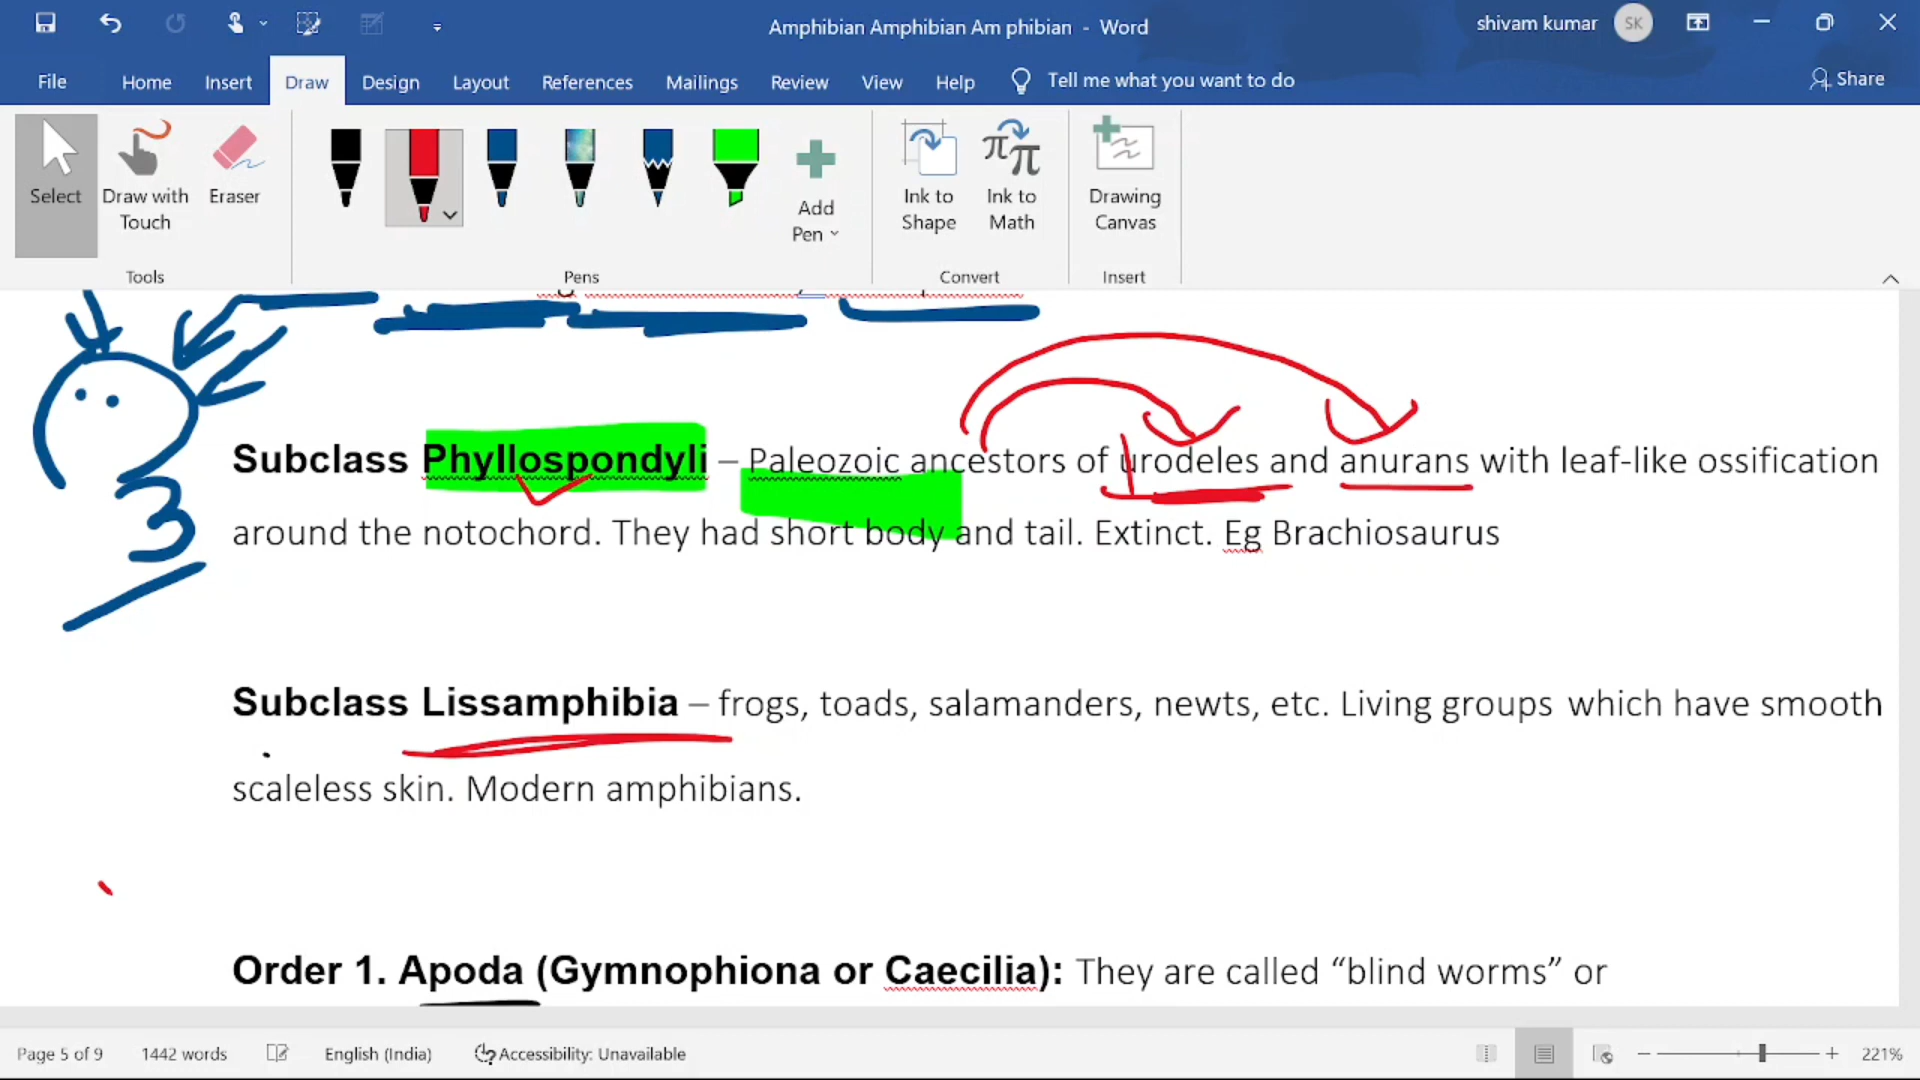 Amphibian Amphibian Am phibian - Word
shivam kumar
SK
File
Home
Insert
Draw
Design
Layout
References
Mailings
Review
View
Help
Tell me what you want to do
Share
Select
Draw with Touch
Eraser
Add Pen
Ink to Shape
Ink to Math
Drawing Canvas
Tools
Pens
Convert
Insert
Subclass Phyllospondyli – Paleozoic ancestors of urodeles and anurans with leaf-like ossification
around the notochord. They had short body and tail. Extinct. Eg Brachiosaurus
3
Subclass Lissamphibia – frogs, toads, salamanders, newts, etc. Living groups which have smooth
scaleless skin. Modern amphibians.
Order 1. Apoda (Gymnophiona or Caecilia): They are called “blind worms” or
Page 5 of 9
1442 words
English (India)
Accessibility: Unavailable
221%